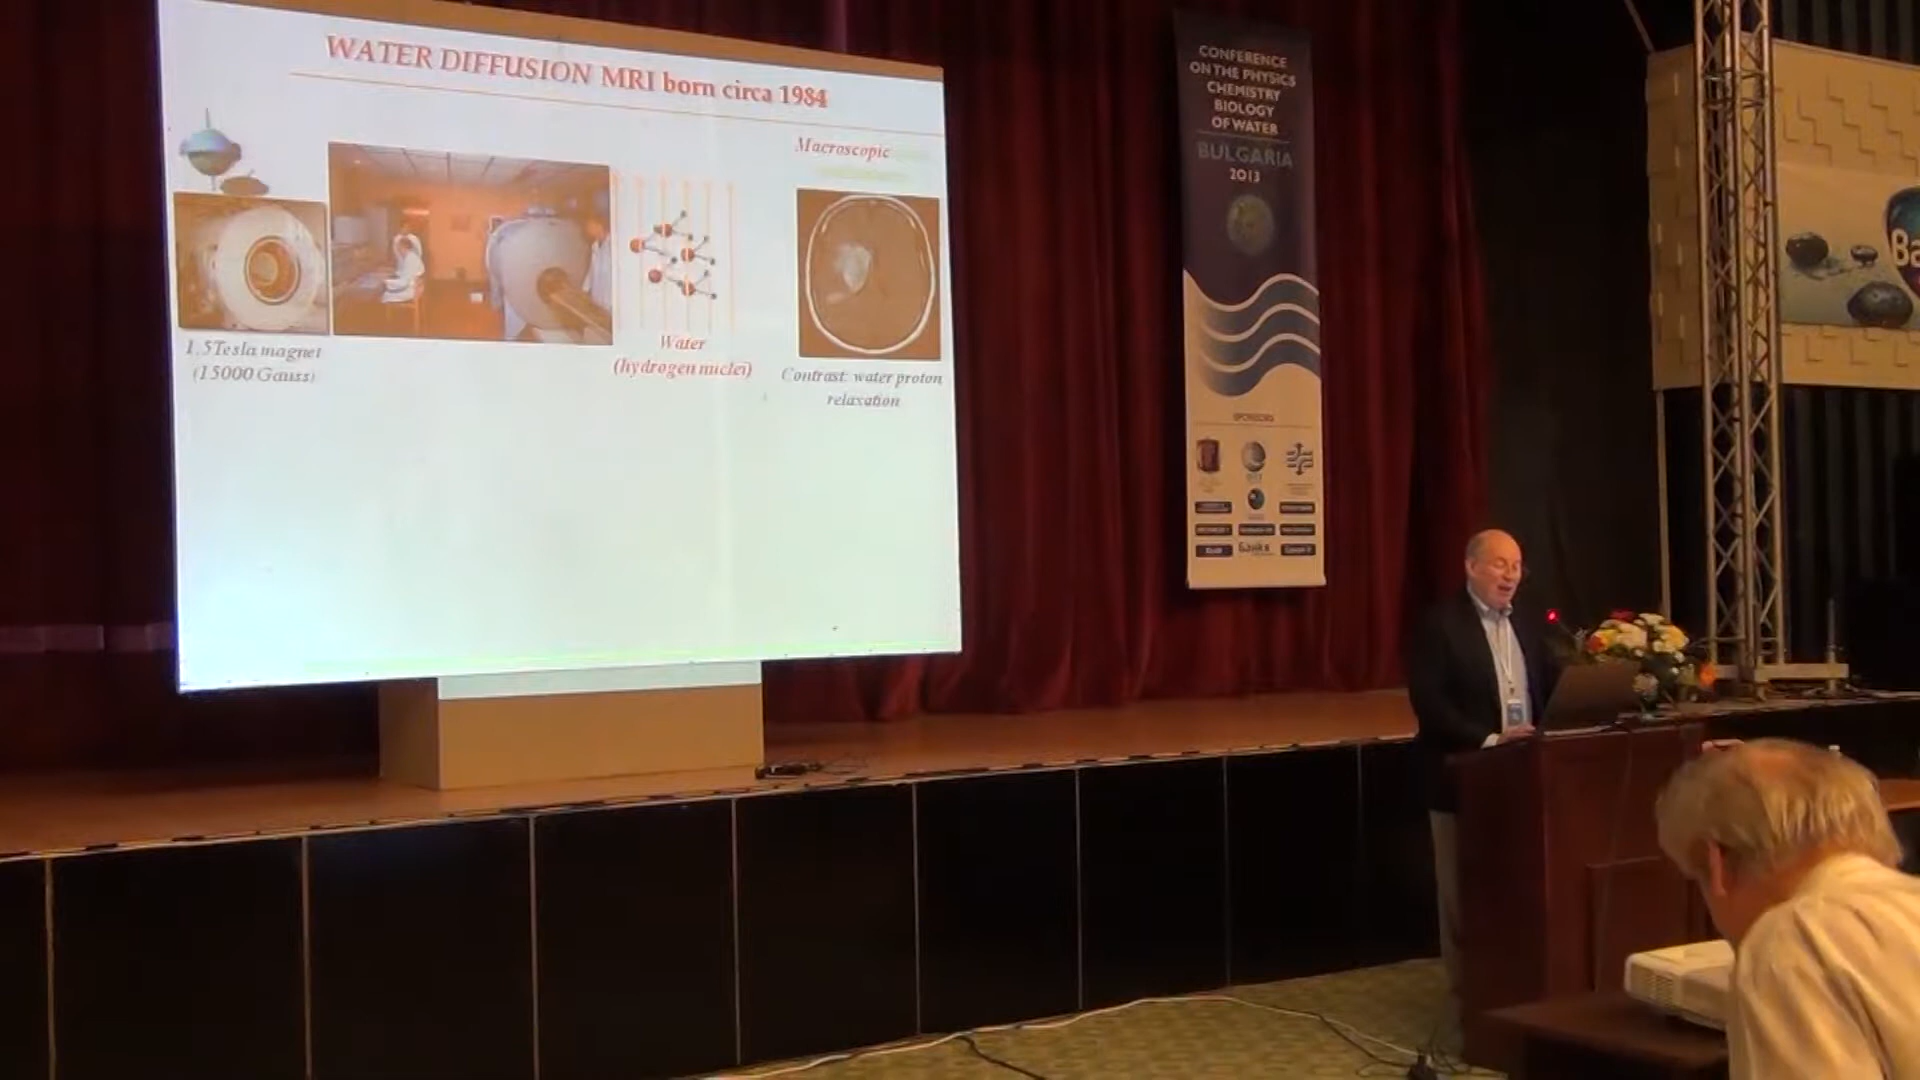 WATER DIFFUSION MRI born circa 1984
Macroscopic
1.5Tesla magnet
(15000 Gauss)
Water
(hydrogen nuclei)
Contrast: water proton
relaxation
CONFERENCE
ON THE PHYSICS
CHEMISTRY
BIOLOGY
OF WATER
BULGARIA
2013
SPONSORS
Ba